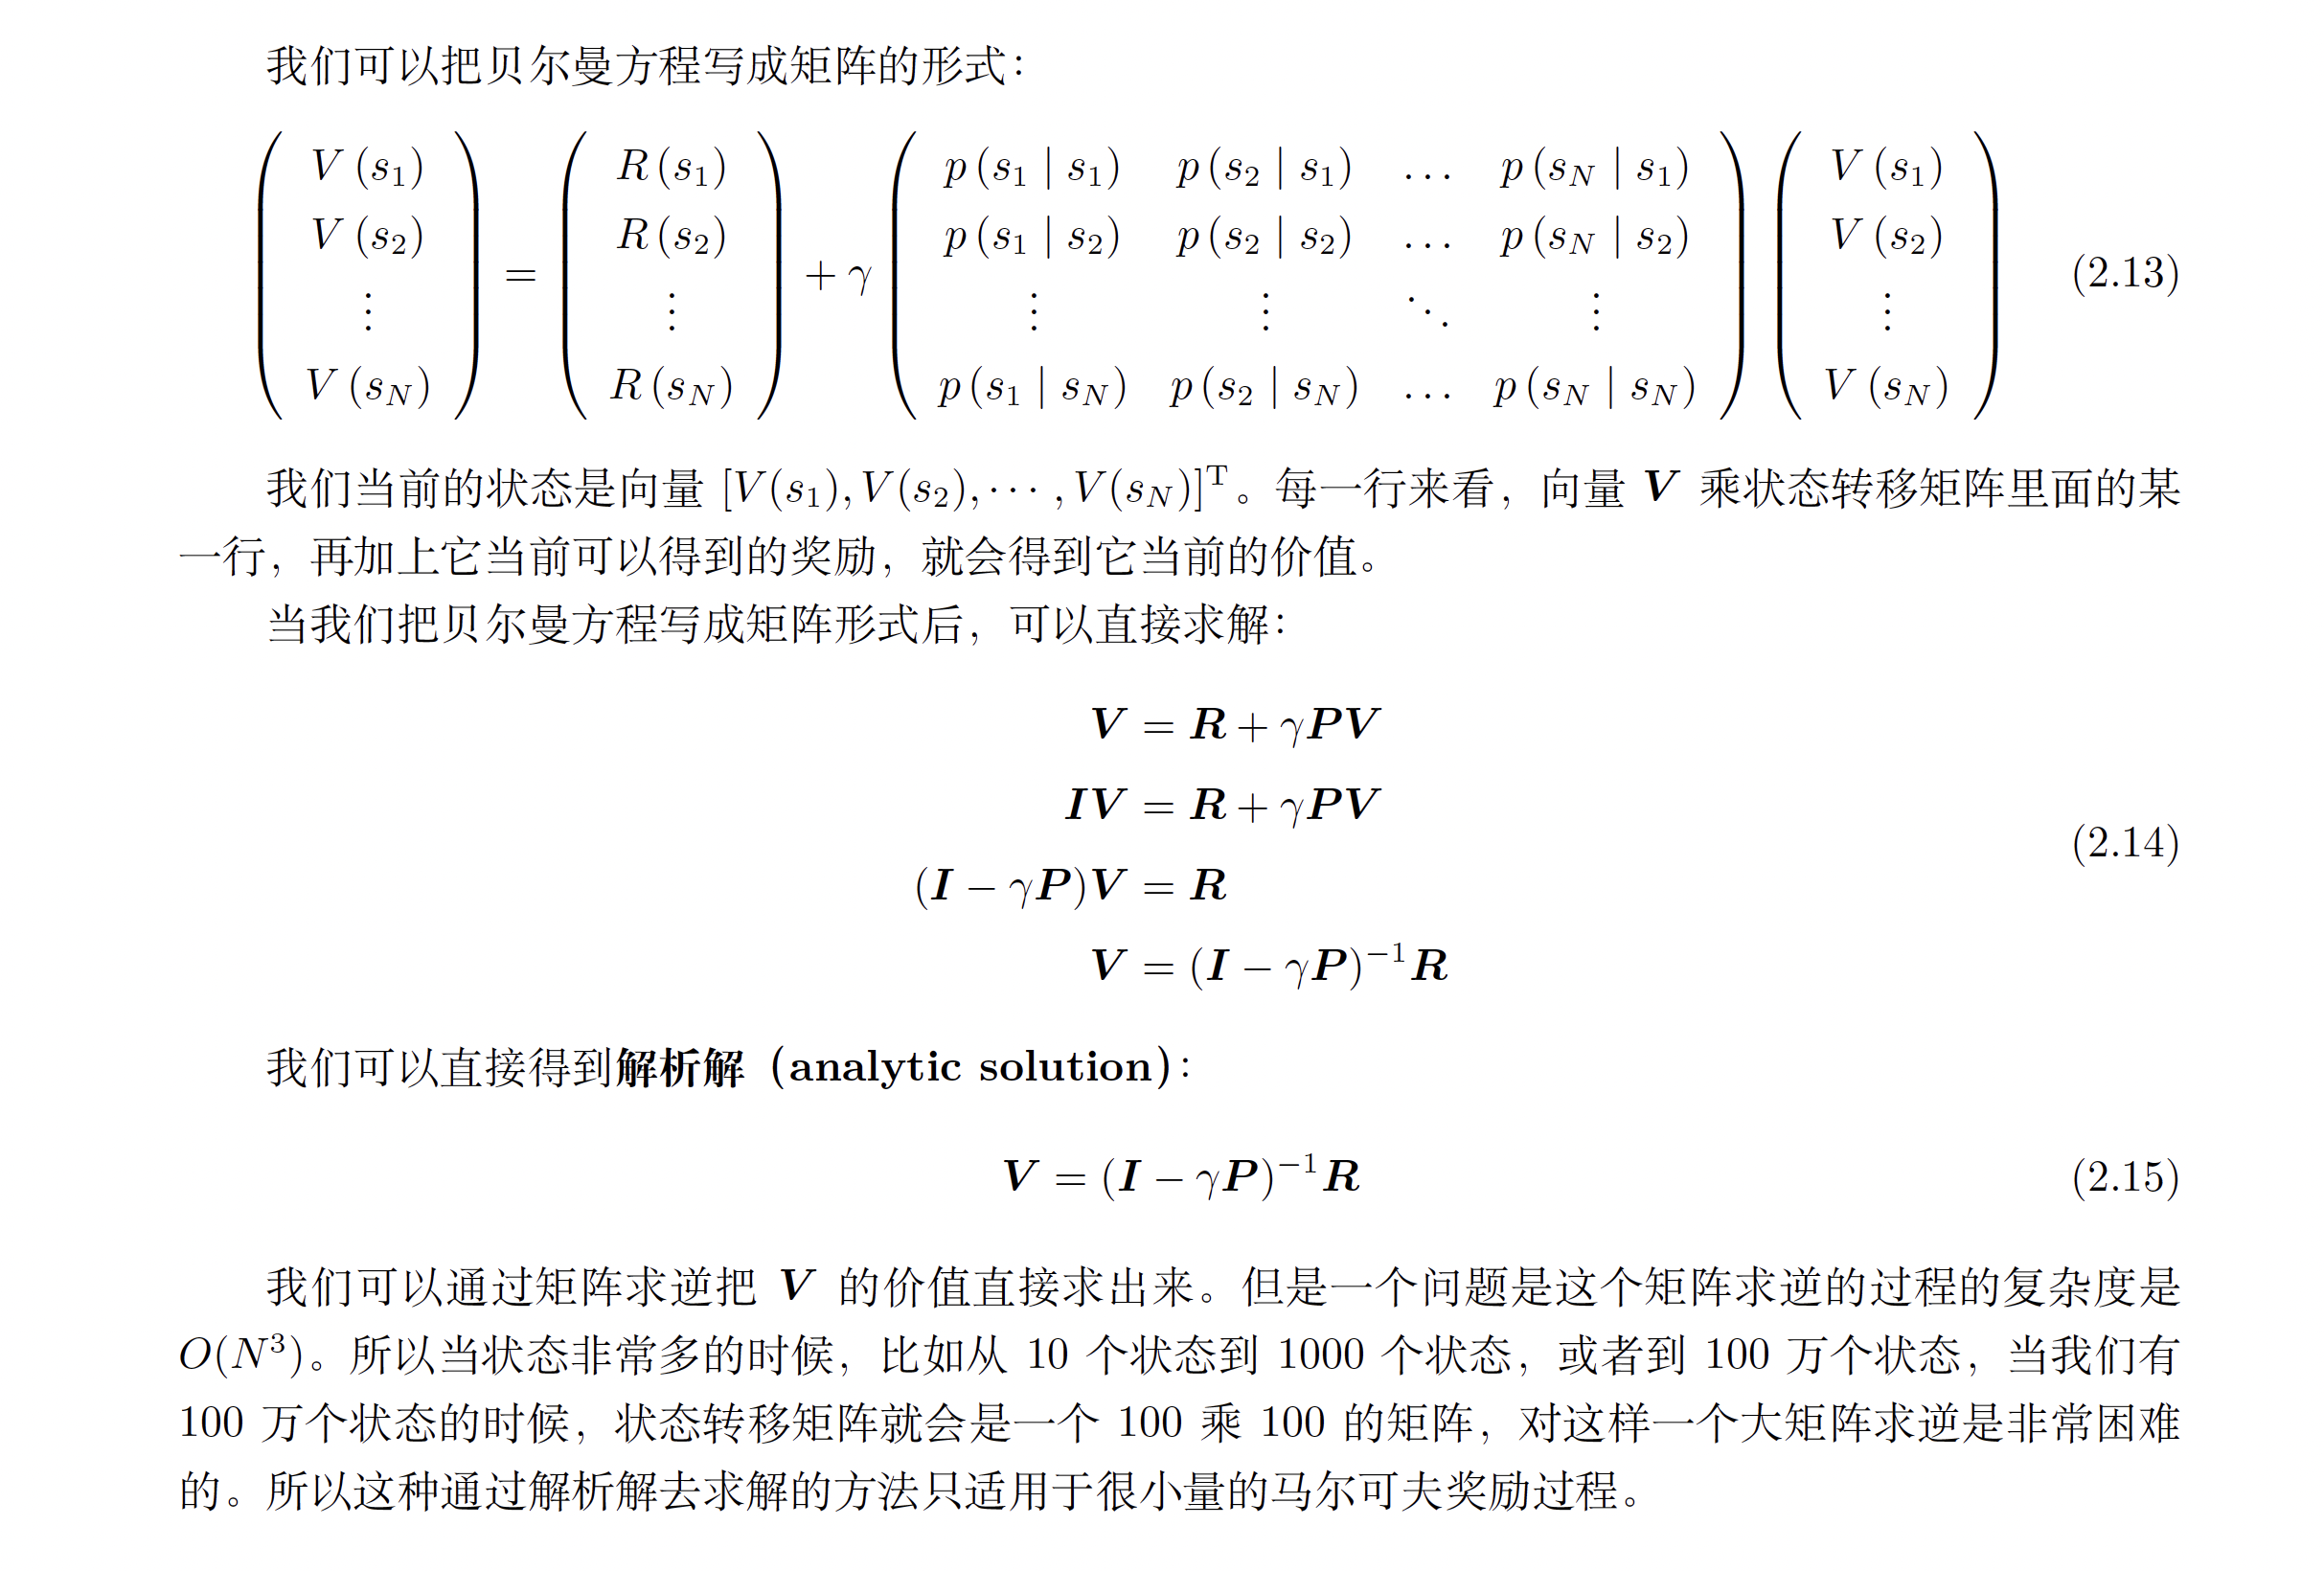 我们可以把贝尔曼方程写成矩阵的形式：
$$\begin{pmatrix} V(s_1) \\ V(s_2) \\ \vdots \\ V(s_N) \end{pmatrix} = \begin{pmatrix} R(s_1) \\ R(s_2) \\ \vdots \\ R(s_N) \end{pmatrix} + \gamma \begin{pmatrix} p(s_1 \mid s_1) & p(s_2 \mid s_1) & \ldots & p(s_N \mid s_1) \\ p(s_1 \mid s_2) & p(s_2 \mid s_2) & \ldots & p(s_N \mid s_2) \\ \vdots & \vdots & \ddots & \vdots \\ p(s_1 \mid s_N) & p(s_2 \mid s_N) & \ldots & p(s_N \mid s_N) \end{pmatrix} \begin{pmatrix} V(s_1) \\ V(s_2) \\ \vdots \\ V(s_N) \end{pmatrix}$$ (2.13)
我们当前的状态是向量 $[V(s_1), V(s_2), \cdots, V(s_N)]^{\mathrm{T}}$。每一行来看，向量 $\boldsymbol{V}$ 乘状态转移矩阵里面的某
一行，再加上它当前可以得到的奖励，就会得到它当前的价值。
当我们把贝尔曼方程写成矩阵形式后，可以直接求解：
$\boldsymbol{V} = \boldsymbol{R} + \gamma \boldsymbol{P}\boldsymbol{V}$
$\boldsymbol{I}\boldsymbol{V} = \boldsymbol{R} + \gamma \boldsymbol{P}\boldsymbol{V}$
(2.14)
$(\boldsymbol{I} - \gamma \boldsymbol{P})\boldsymbol{V} = \boldsymbol{R}$
$\boldsymbol{V} = (\boldsymbol{I} - \gamma \boldsymbol{P})^{-1}\boldsymbol{R}$
我们可以直接得到解析解（analytic solution）：
$\boldsymbol{V} = (\boldsymbol{I} - \gamma \boldsymbol{P})^{-1}\boldsymbol{R}$ (2.15)
我们可以通过矩阵求逆把 $\boldsymbol{V}$ 的价值直接求出来。但是一个问题是这个矩阵求逆的过程的复杂度是
$O(N^3)$。所以当状态非常多的时候，比如从 10 个状态到 1000 个状态，或者到 100 万个状态，当我们有
100 万个状态的时候，状态转移矩阵就会是一个 100 乘 100 的矩阵，对这样一个大矩阵求逆是非常困难
的。所以这种通过解析解去求解的方法只适用于很小量的马尔可夫奖励过程。